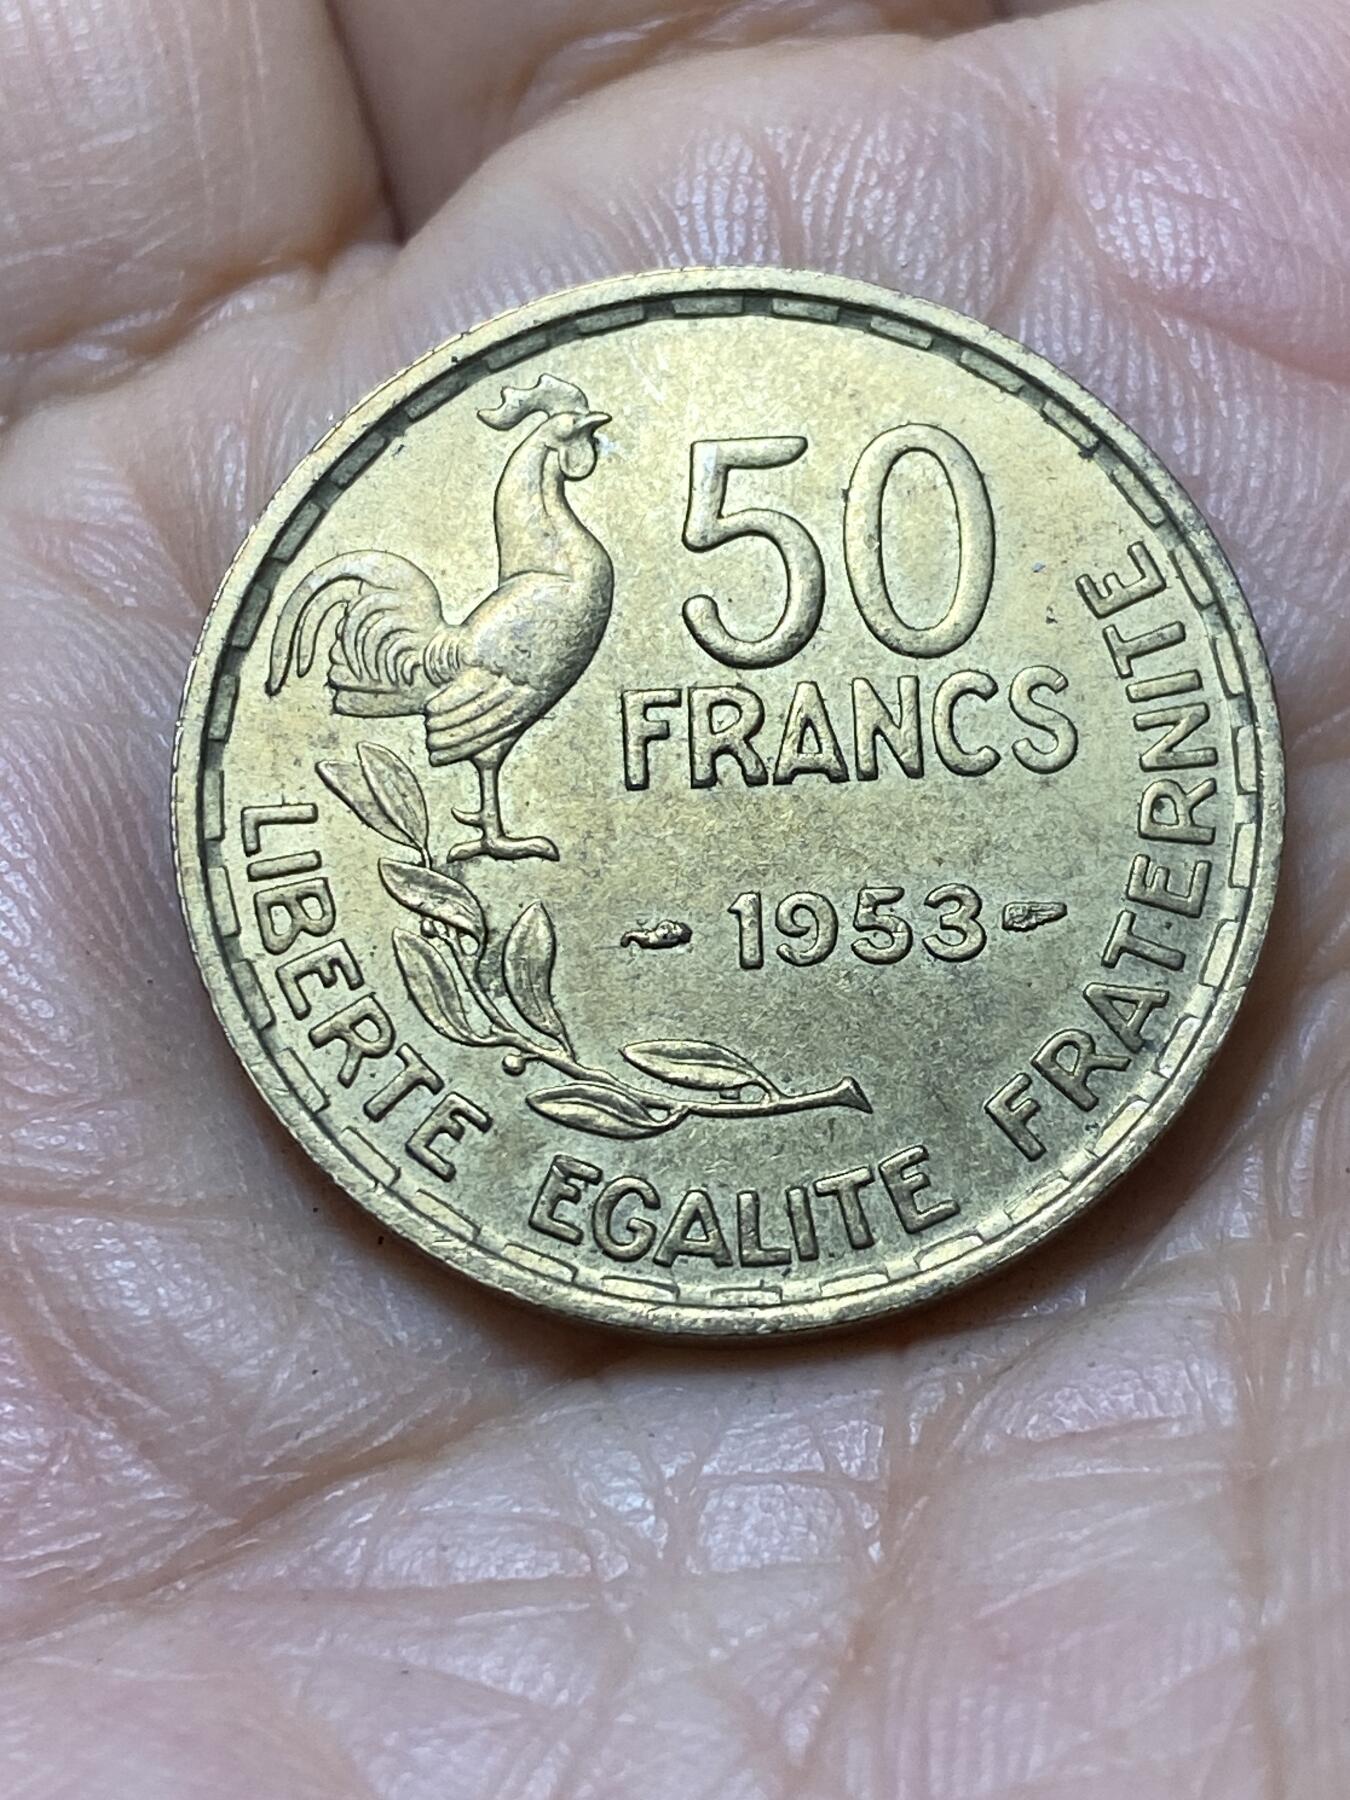 50
FRANCS
1953
LIBERTE EGALITE FRATERNITE